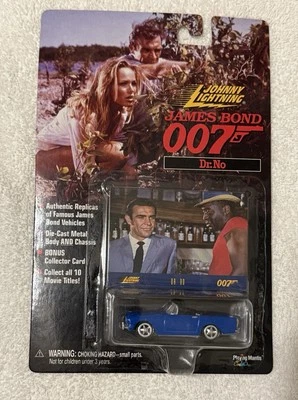 JOHNNY
LIGHTNING
JAMES BOND
007
Dr. No
Authentic Replicas
of Famous James
Bond Vehicles
Die-Cast Metal
Body AND Chassis
BONUS
Collector Card
Collect all 10
Movie Titles!
007
WARNING: CHOKING HAZARD—small parts.
Not for children under 3 years.
Playing Mantis